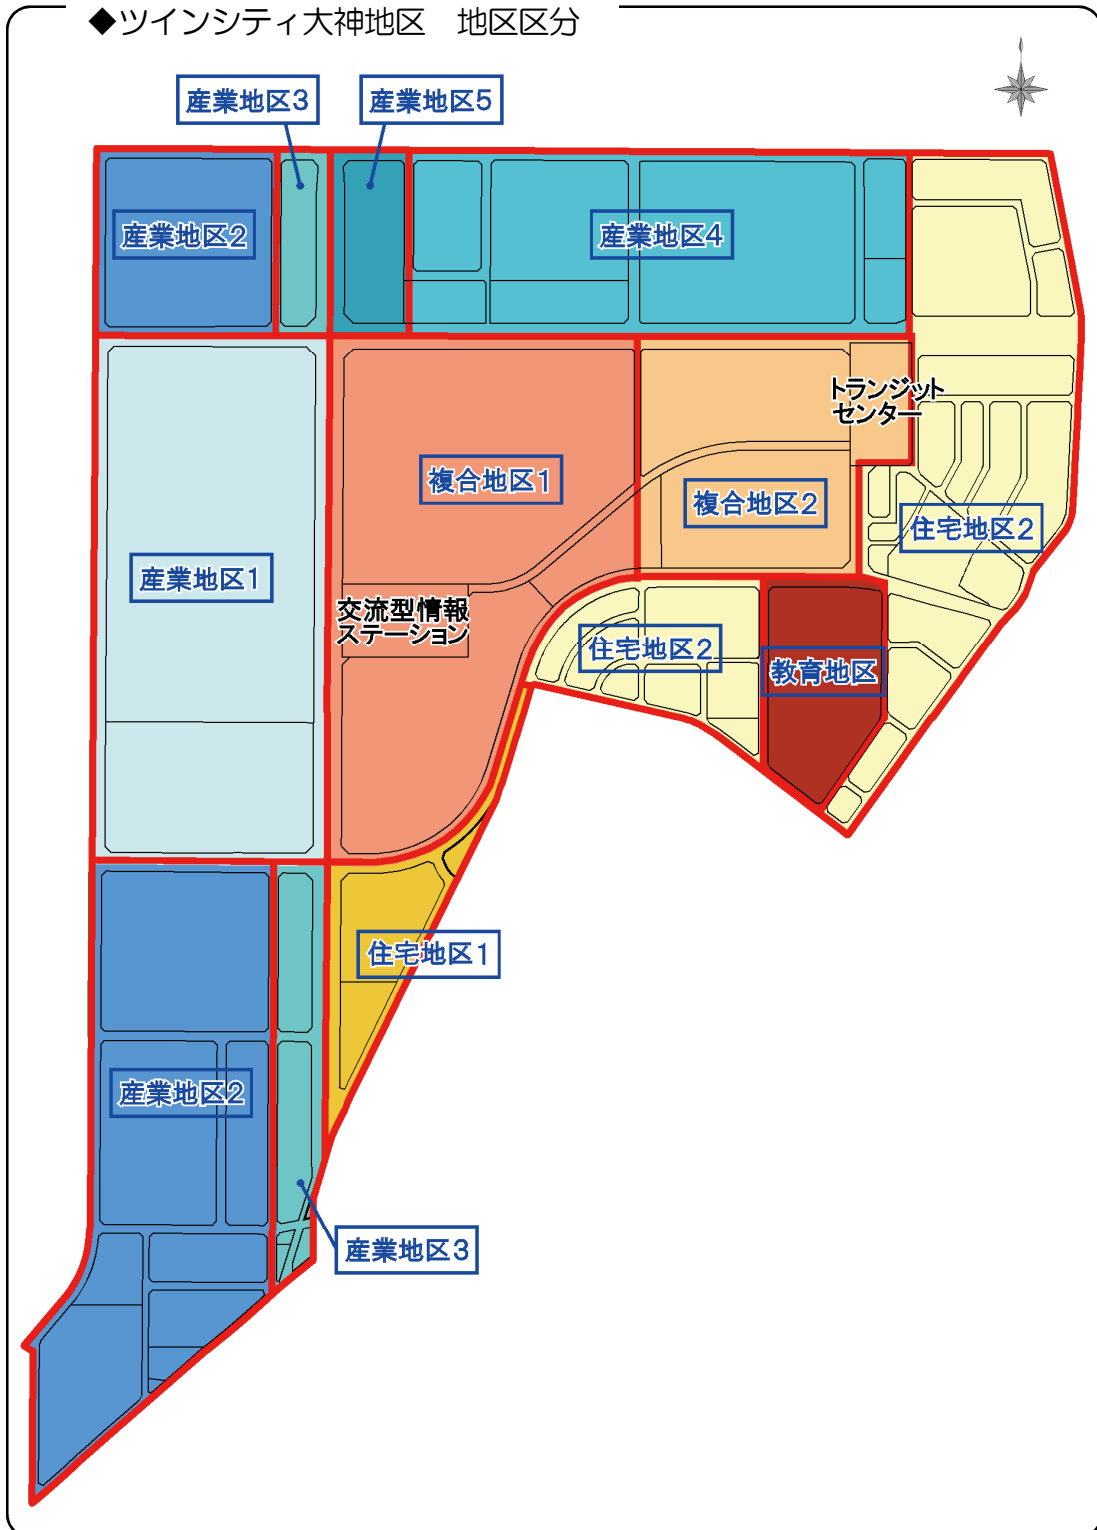 ◆ツインシティ大神地区　地区区分
産業地区3
産業地区5
産業地区2
産業地区4
トランジット
センター
複合地区1
複合地区2
住宅地区2
産業地区1
交流型情報
ステーション
住宅地区2
教育地区
住宅地区1
産業地区2
産業地区3